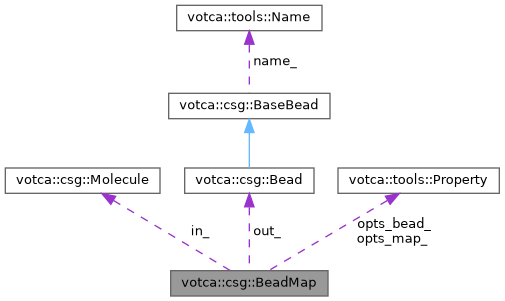 votca::tools::Name
name_
votca::csg::BaseBead
votca::csg::Molecule
votca::csg::Bead
votca::tools::Property
in_
out_
opts_bead_
opts_map_
votca::csg::BeadMap